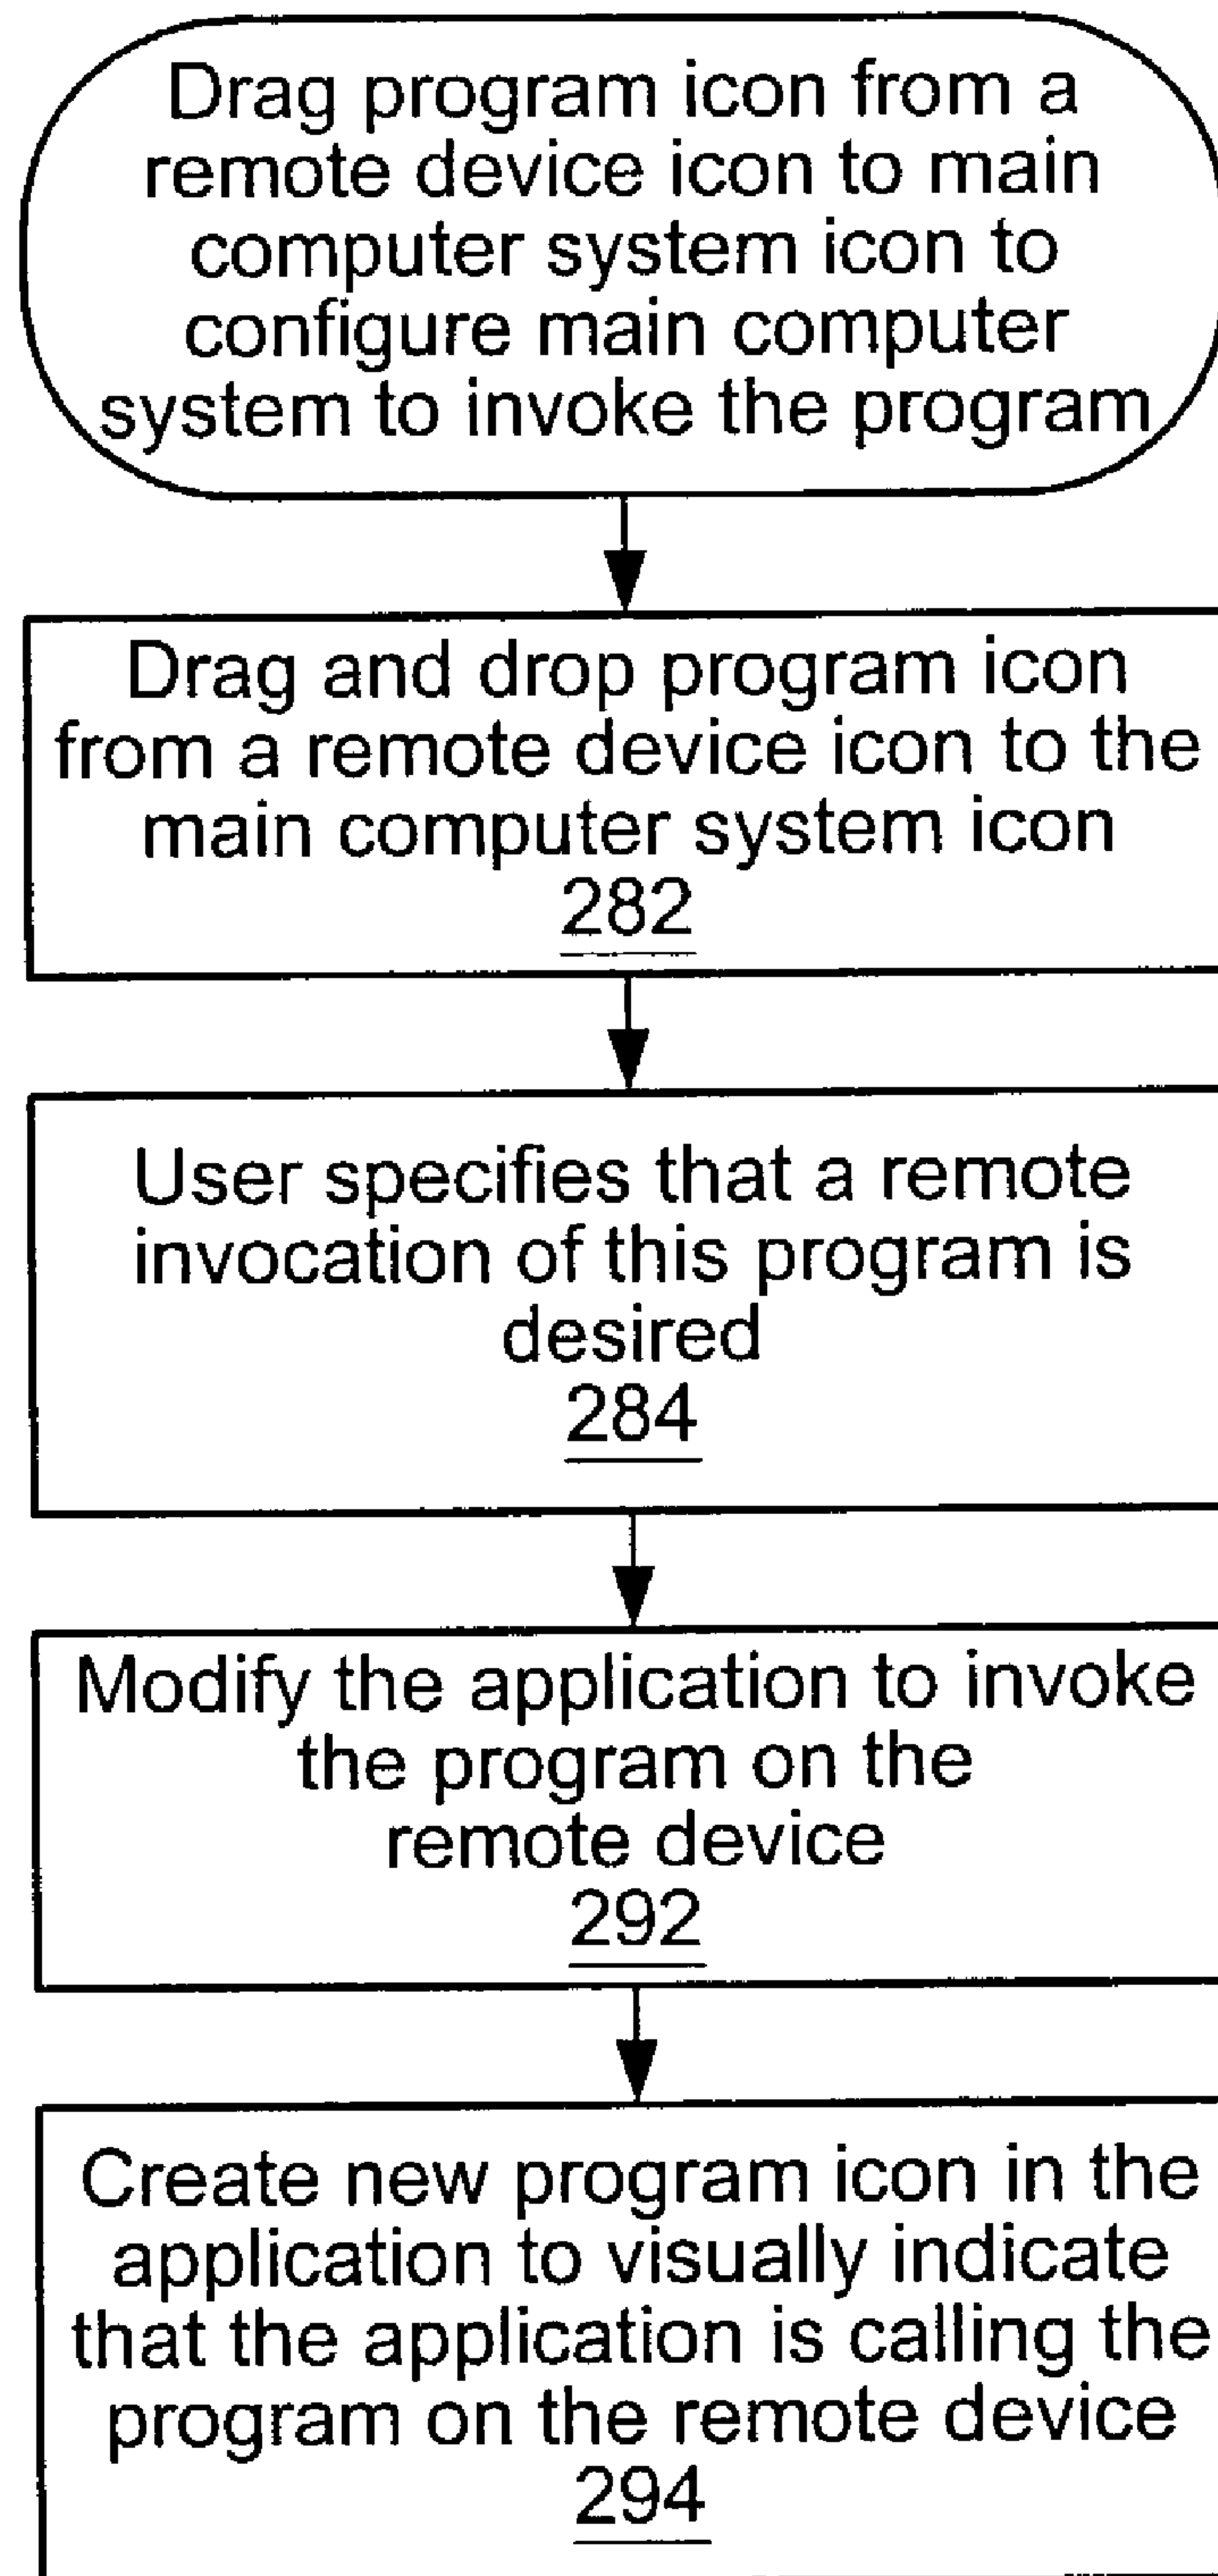 Drag program icon from a
remote device icon to main
computer system icon to
configure main computer
system to invoke the program
Drag and drop program icon
from a remote device icon to the
main computer system icon
282
User specifies that a remote
invocation of this program is
desired
284
Modify the application to invoke
the program on the
remote device
292
Create new program icon in the
application to visually indicate
that the application is calling the
program on the remote device
294